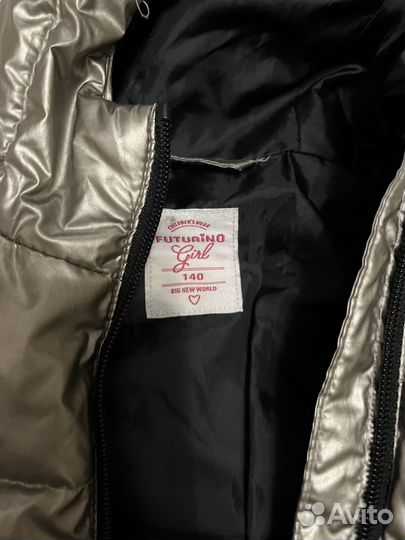 CHILDREN'S WEAR
FUTURINO
Girl
140
BIG NEW WORLD
Avito